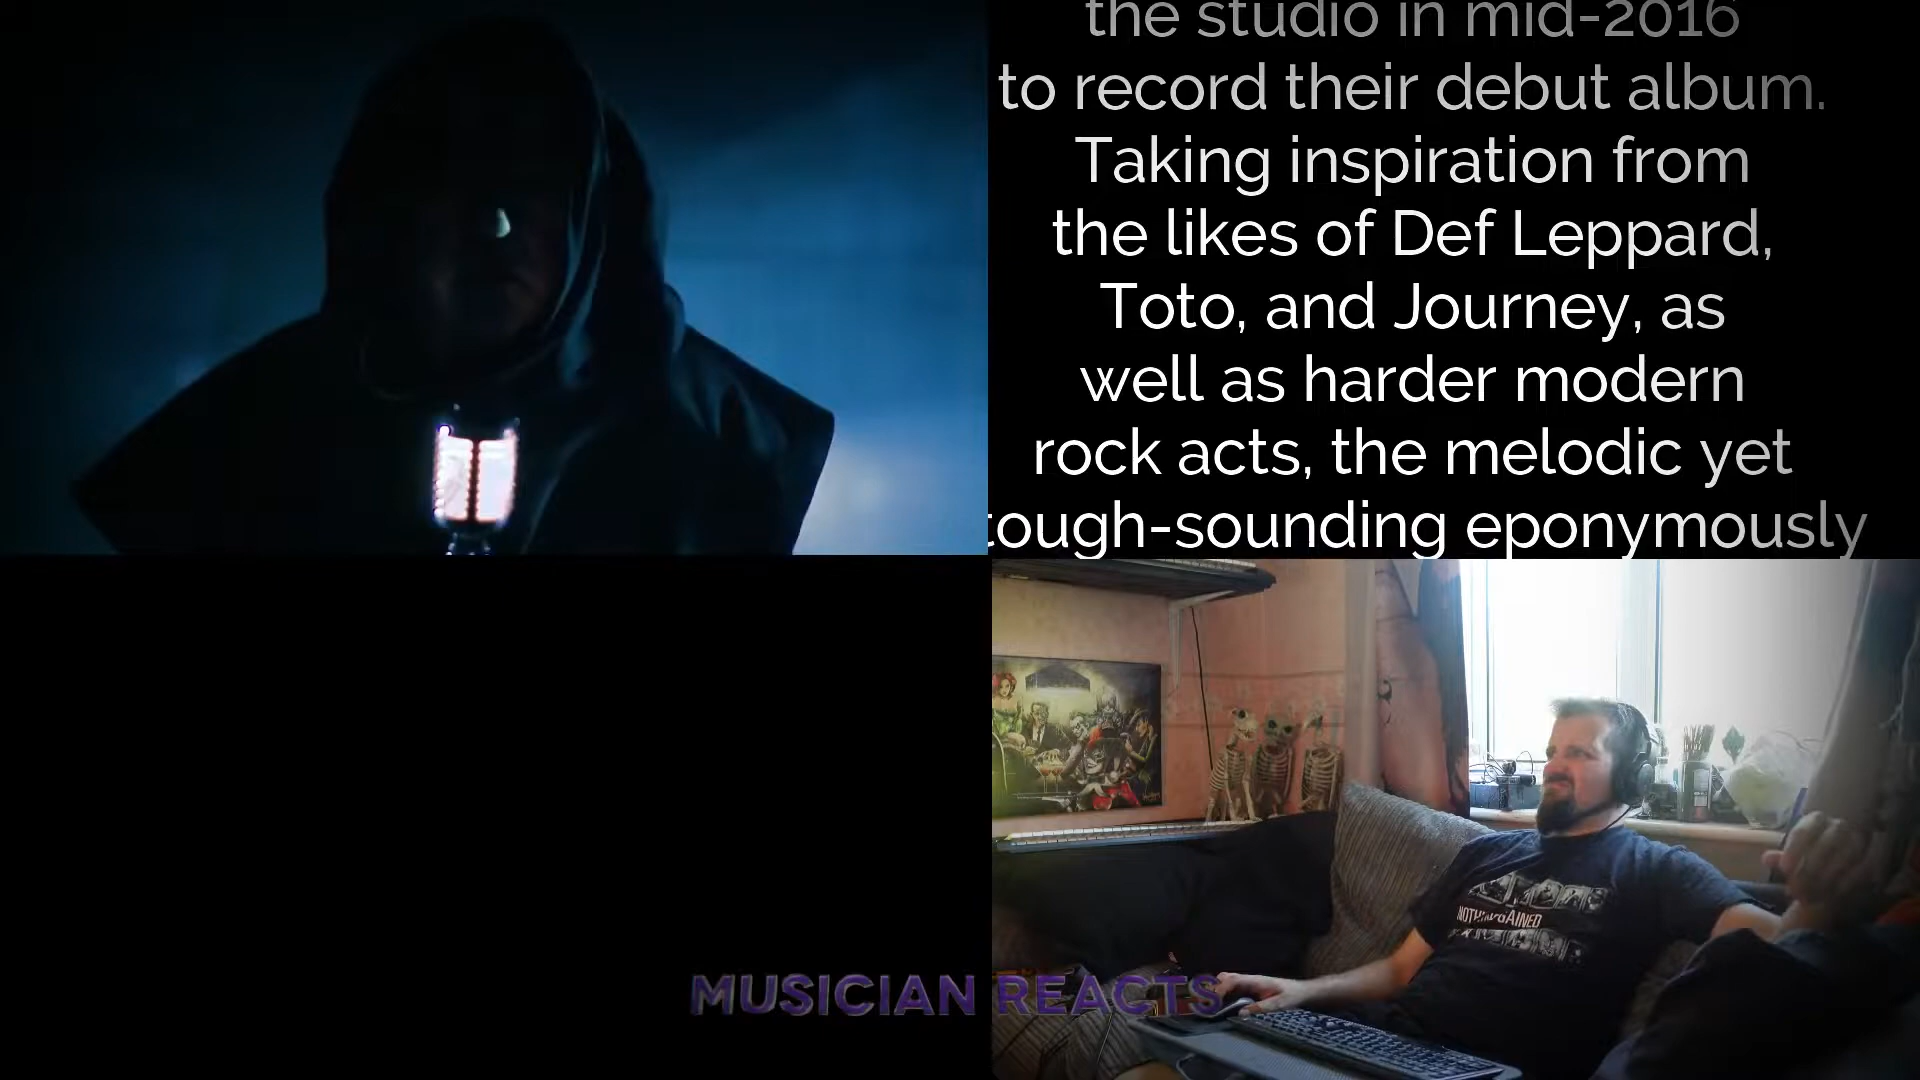 the studio in mid-2016
to record their debut album.
Taking inspiration from
the likes of Def Leppard,
Toto, and Journey, as
well as harder modern
rock acts, the melodic yet
tough-sounding eponymously
NOTHINGAINED
MUSICIAN REACTS